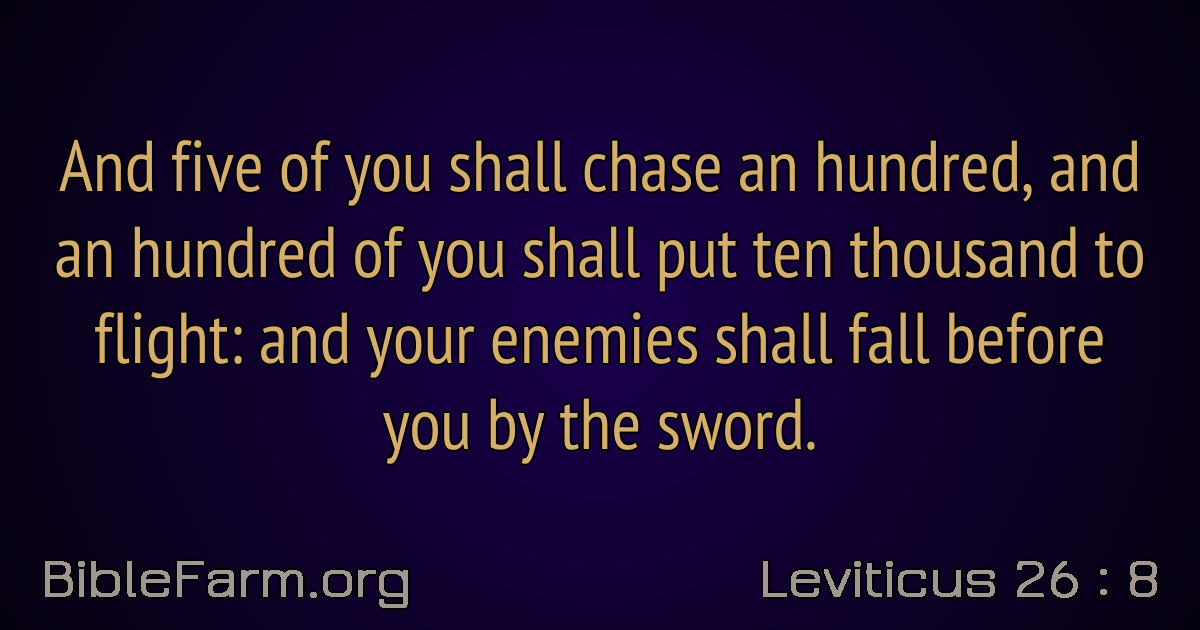 And five of you shall chase an hundred, and
an hundred of you shall put ten thousand to
flight: and your enemies shall fall before
you by the sword.
BibleFarm.org
Leviticus 26 : 8